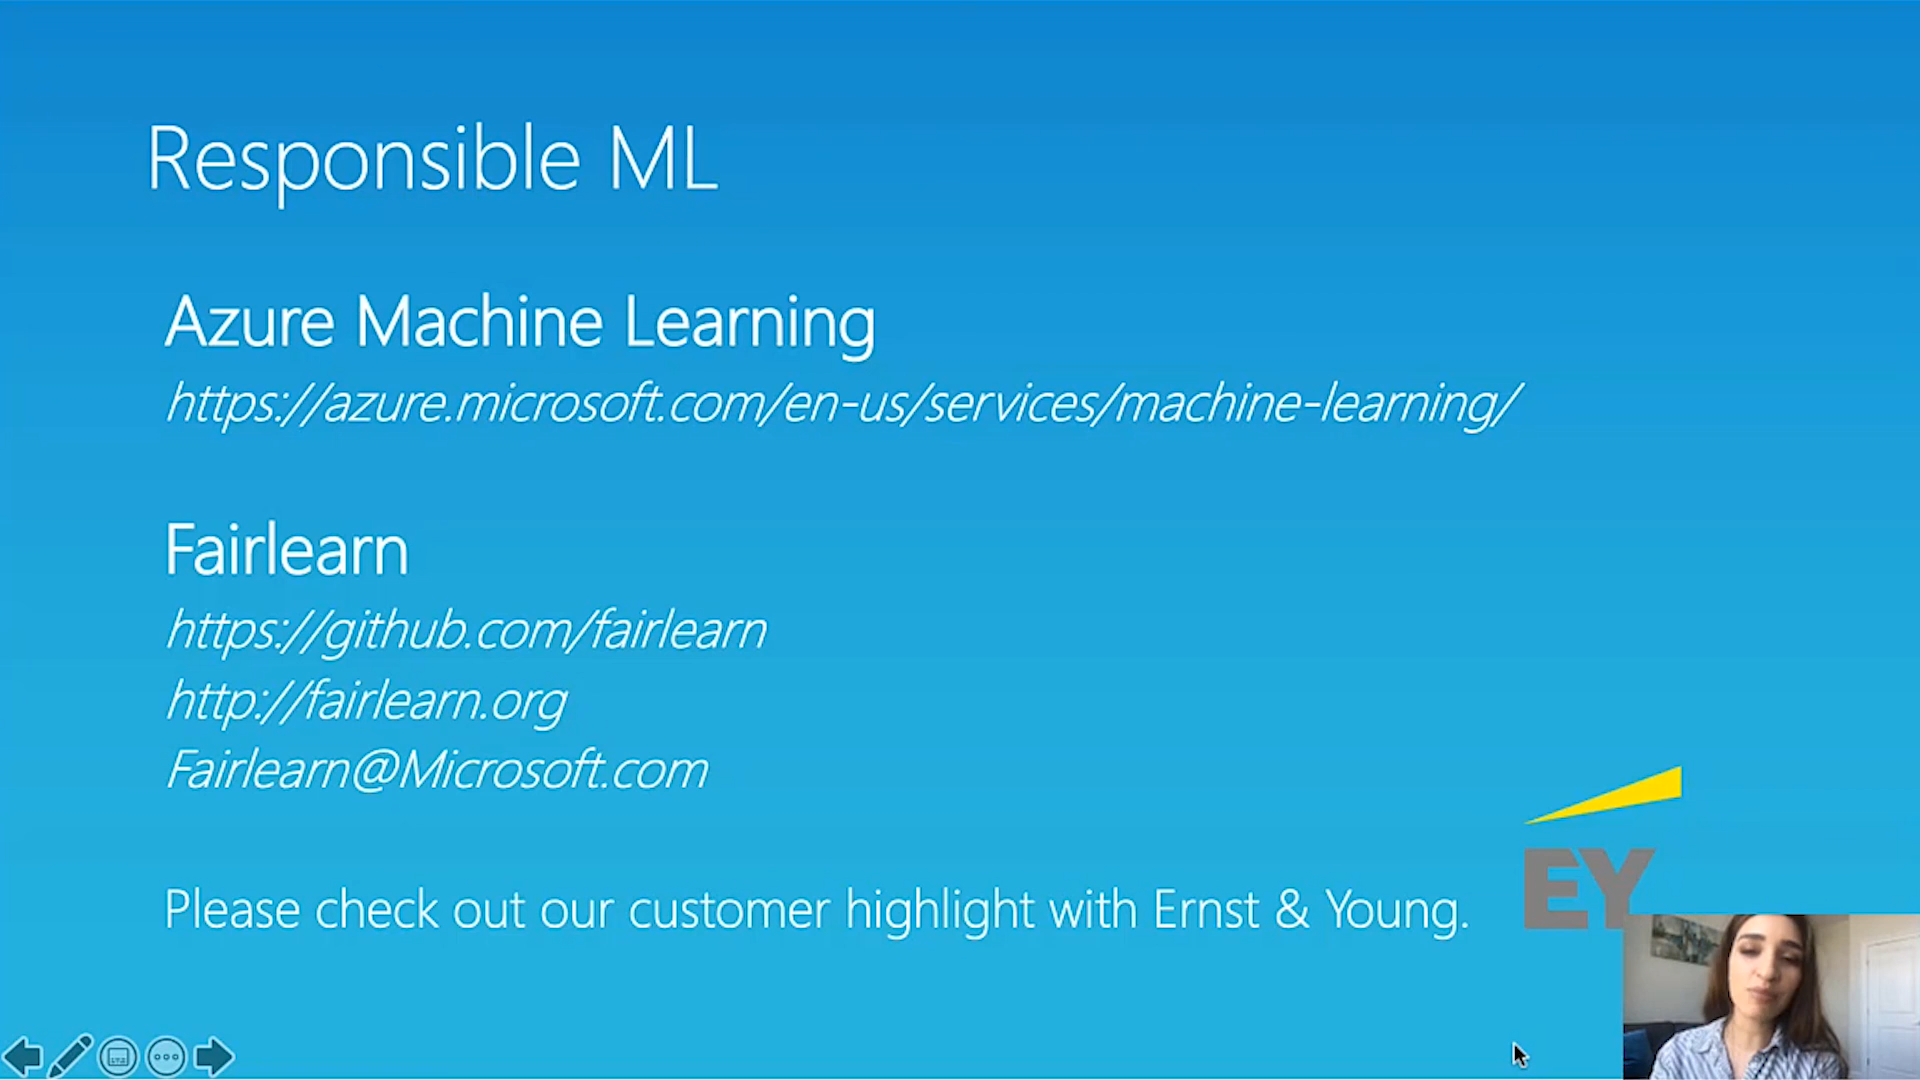 Responsible ML
Azure Machine Learning
https://azure.microsoft.com/en-us/services/machine-learning/
Fairlearn
https://github.com/fairlearn
http://fairlearn.org
Fairlearn@Microsoft.com
Please check out our customer highlight with Ernst & Young.
EY